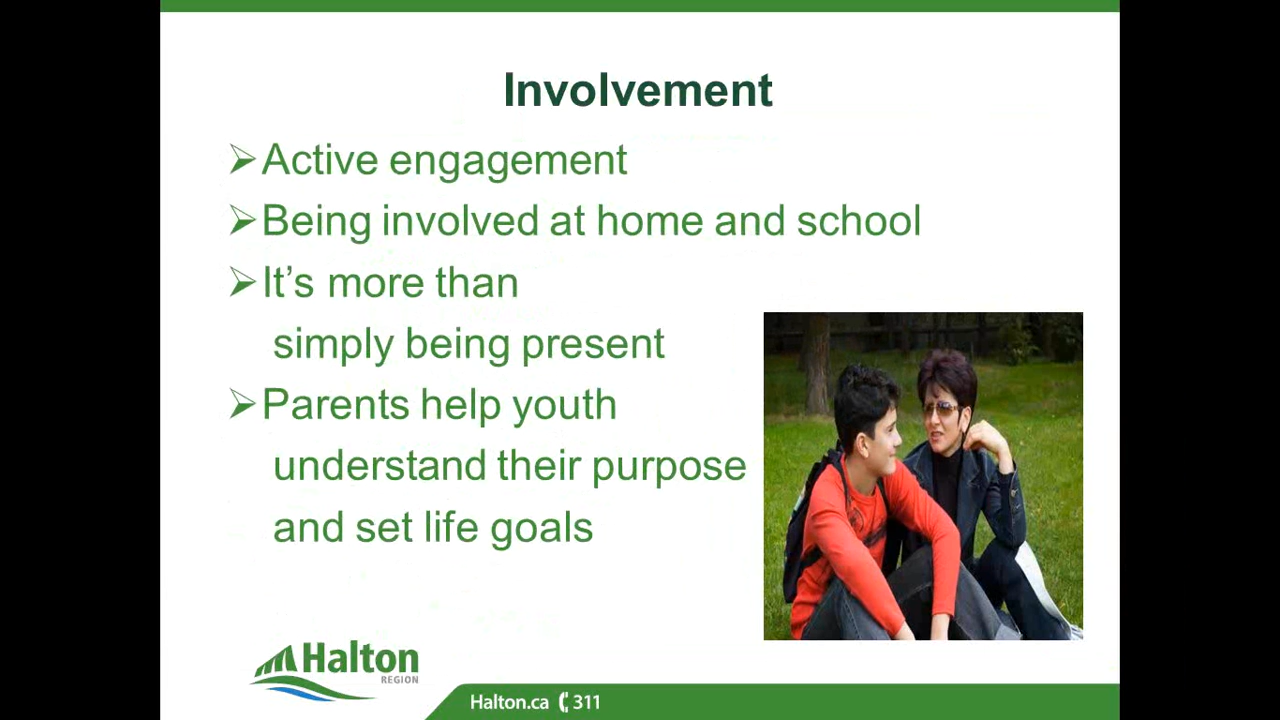 Involvement
Active engagement
Being involved at home and school
It’s more than
simply being present
Parents help youth
understand their purpose
and set life goals
Halton
REGION
Halton.ca 311